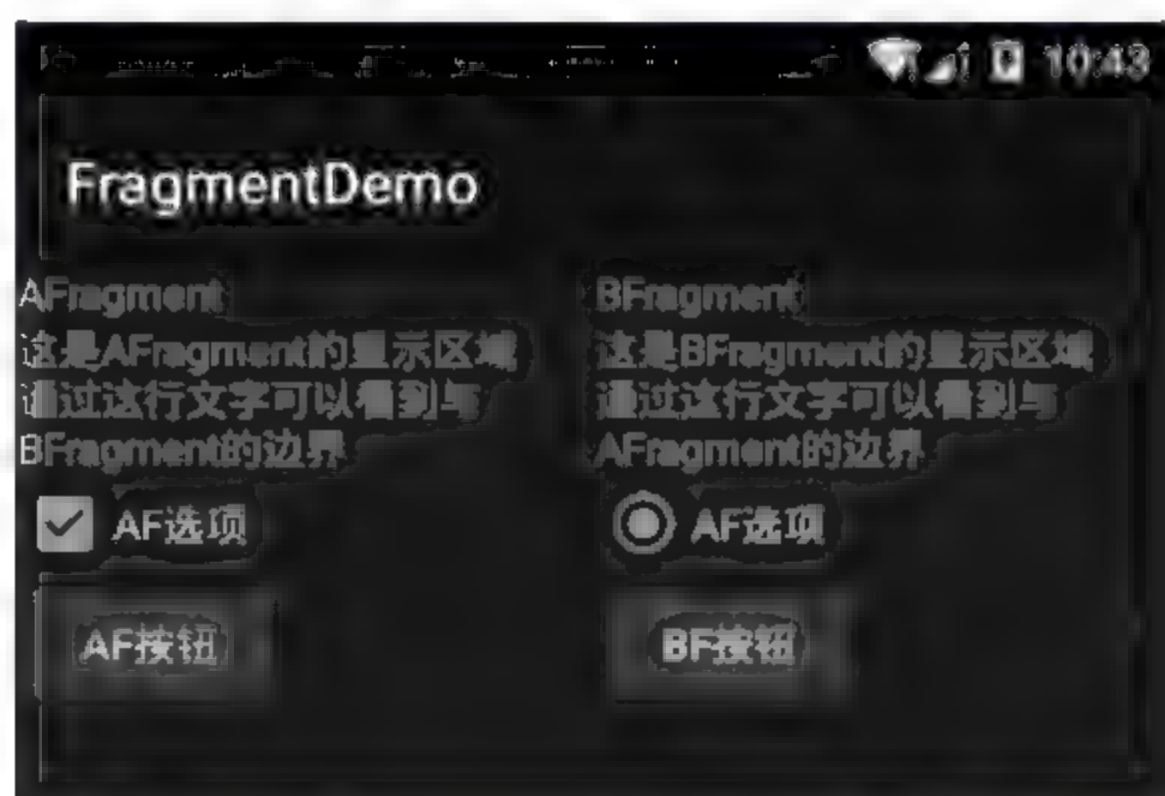 10:43
FragmentDemo
AFragment
这是AFragment的显示区域
通过这行文字可以看到与
BFragment的边界
AF选项
AF按钮
BFragment
这是BFragment的显示区域
通过这行文字可以看到与
AFragment的边界
AF选项
BF按钮